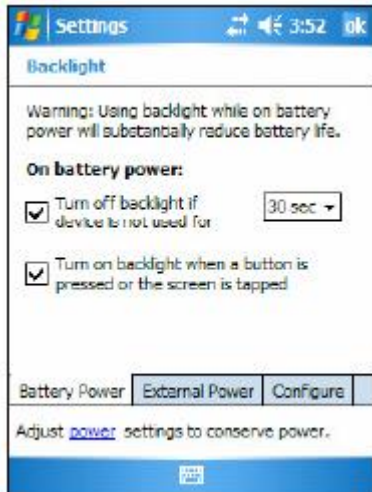 Settings 3:52 ok
Backlight
Warning: Using backlight while on battery
power will substantially reduce battery life.
On battery power:
Turn off backlight if
device is not used for
30 sec
Turn on backlight when a button is
pressed or the screen is tapped
Battery Power External Power Configure
Adjust power settings to conserve power.